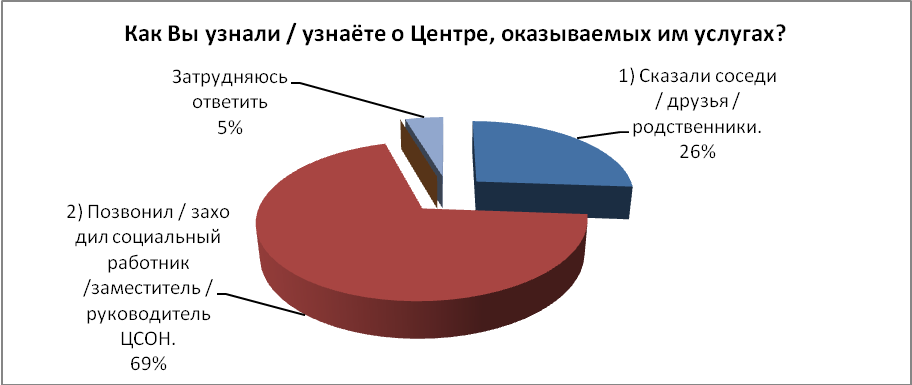 Как Вы узнали / узнаёте о Центре, оказываемых им услугах?
Затрудняюсь
ответить
5%
1) Сказали соседи
/ друзья /
родственники.
26%
2) Позвонил / захо
дил социальный
работник
/заместитель /
руководитель
ЦСОН.
69%